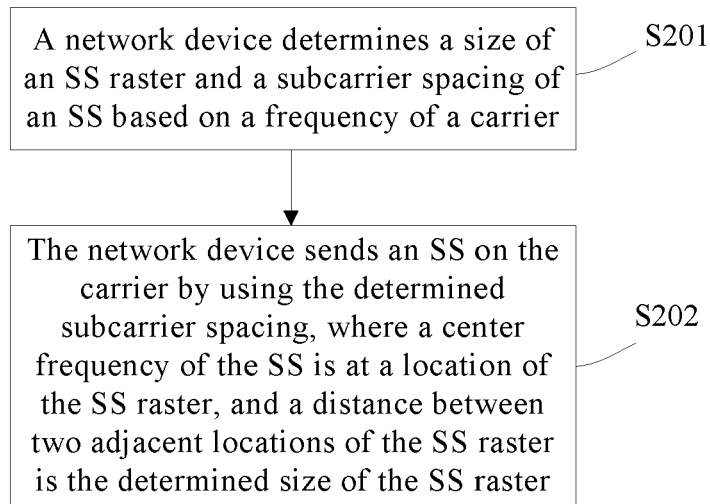 A network device determines a size of
an SS raster and a subcarrier spacing of
an SS based on a frequency of a carrier
S201
The network device sends an SS on the
carrier by using the determined
subcarrier spacing, where a center
frequency of the SS is at a location of
the SS raster, and a distance between
two adjacent locations of the SS raster
is the determined size of the SS raster
S202